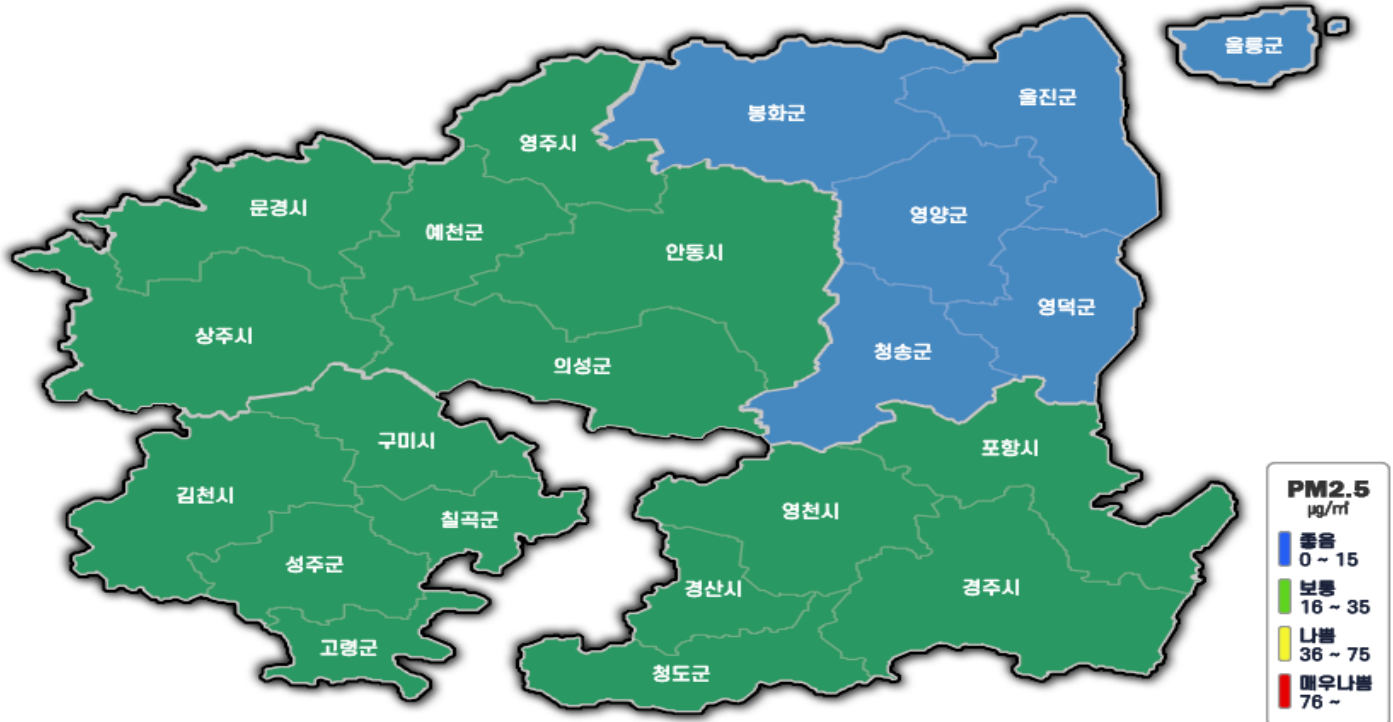 울릉군
울진군
봉화군
영주시
문경시
영양군
예천군
안동시
영덕군
상주시
청송군
의성군
구미시
포항시
김천시
영천시
칠곡군
성주군
경산시
경주시
고령군
청도군
PM2.5
㎍/㎥
좋음
0 ~ 15
보통
16 ~ 35
나쁨
36 ~ 75
매우나쁨
76 ~